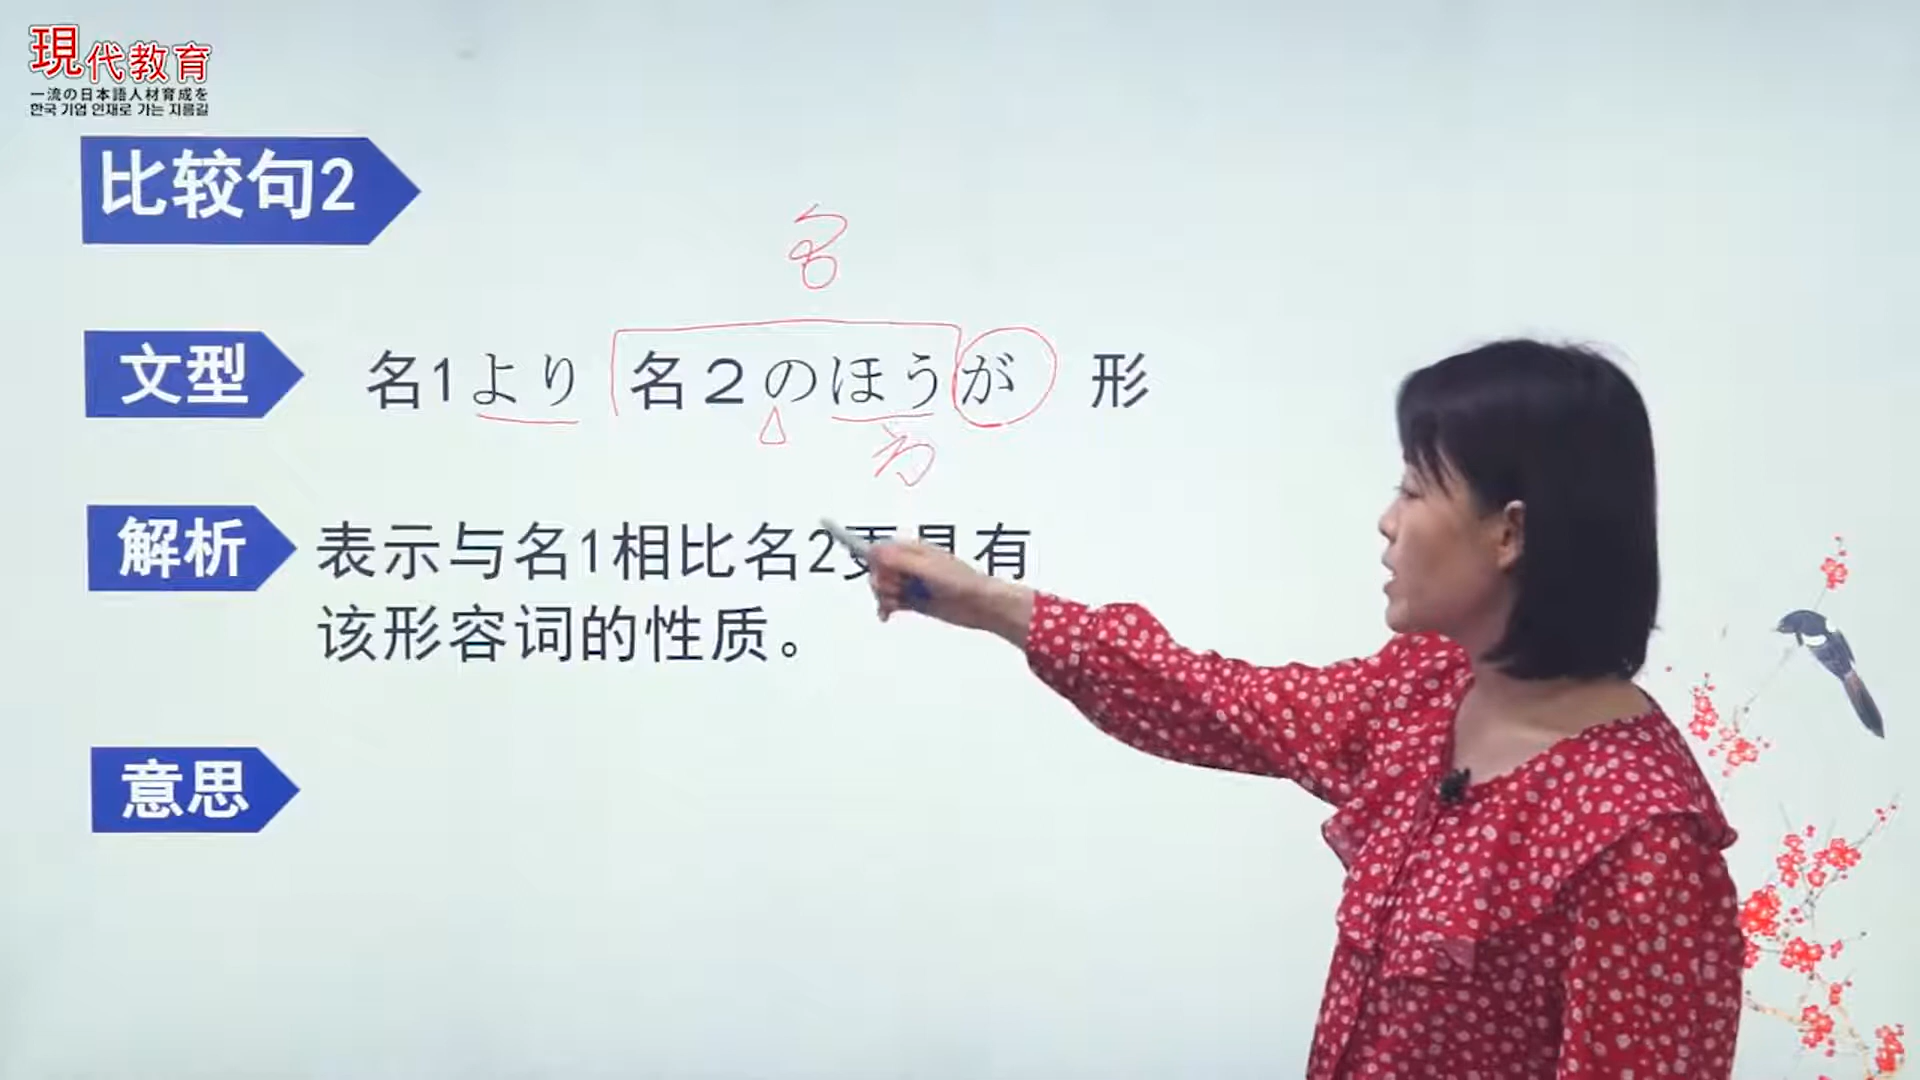 現代教育
一流の日本語人材育成を
한국 기업 인재로 가는 지름길
比较句2
名
文型
名1より 名2のほうが 形
方
解析
表示与名1相比名2更具有
该形容词的性质。
意思